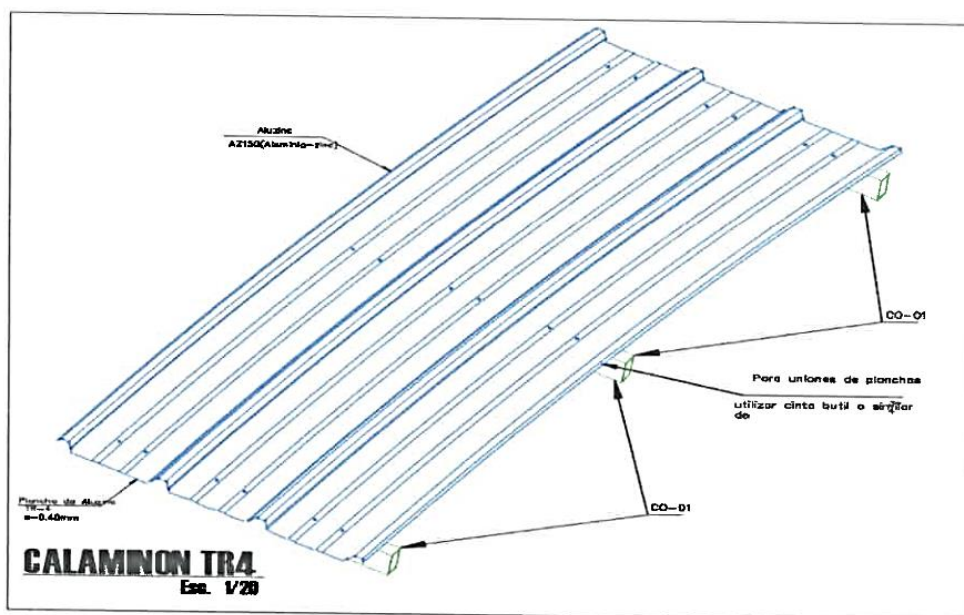 Aluzinc
AZ150(Aluminio-zinc)
CO-01
Para uniones de planchas
utilizar cinta butil o similar
de
CO-01
Plancha de Aluzinc
TR-4
e=0.40mm
CALAMINON TR4
Esc. 1/20